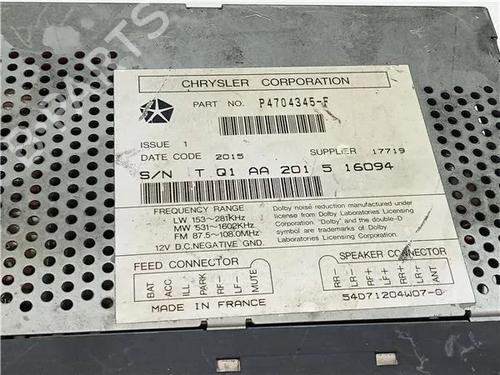 CHRYSLER CORPORATION
PART NO. P4704345-F
ISSUE 1
DATE CODE 2015 SUPPLIER 17719
S/N T Q1 AA 201 5 16094
FREQUENCY RANGE
LW 153~281KHz
MW 531~1602KHz
FM 87.5~108.0MHz
12V D.C.NEGATIVE GND.
Dolby noise reduction manufactured under
license from Dolby Laboratories Licensing
Corporation. "Dolby" and the double-D
symbol are trademarks of Dolby
Laboratories Licensing Corporation.
FEED CONNECTOR
BAT
ACC
ILL
PARK
RF-
LF-
MUTE
MADE IN FRANCE
SPEAKER CONNECTOR
RR-
LR-
RF+
LF+
RR+
LR+
ANT
54D71204W07-0
B-PARTS